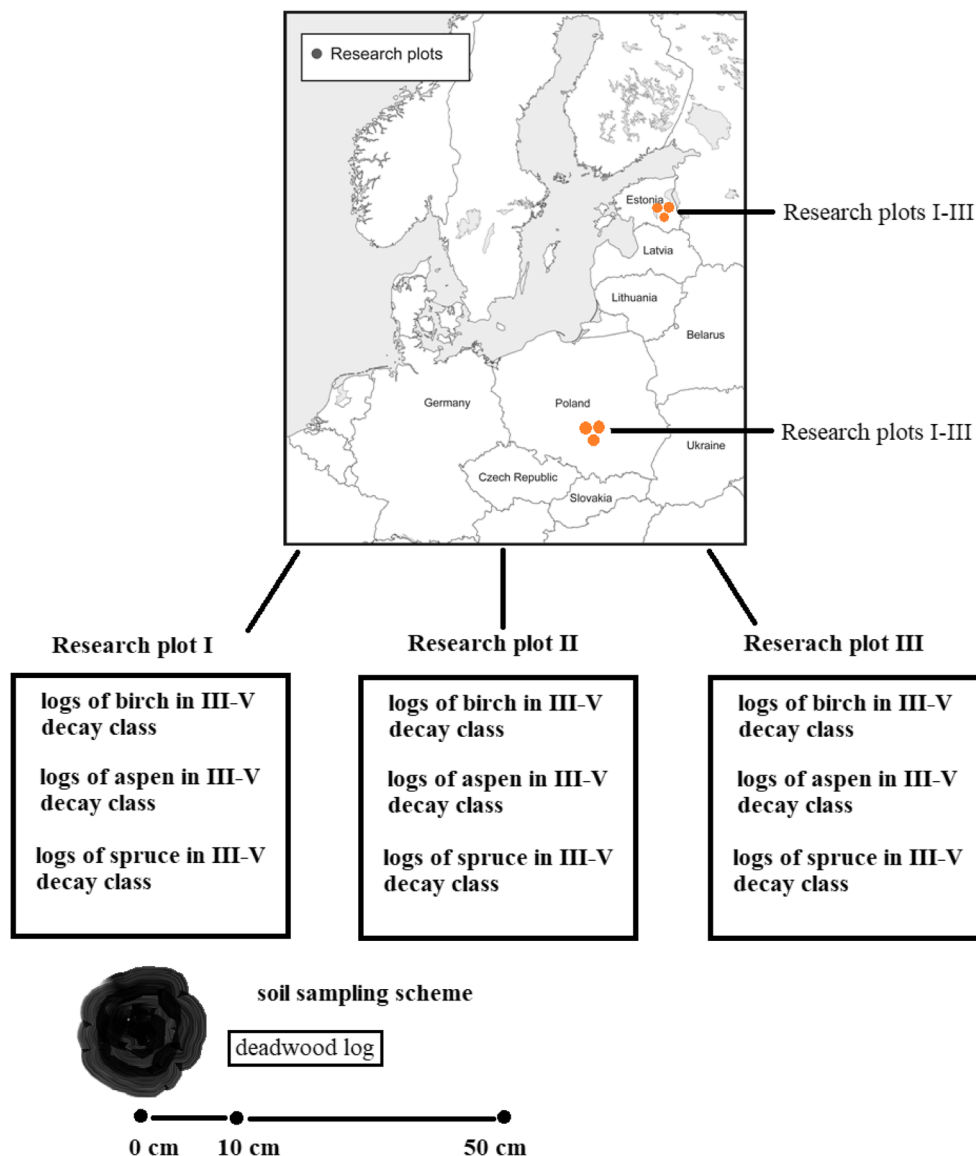 Research plots
Estonia
Research plots I-III
Latvia
Lithuania
Belarus
Germany
Poland
Research plots I-III
Ukraine
Czech Republic
Slovakia
Research plot I
Research plot II
Reserach plot III
logs of birch in III-V
decay class
logs of aspen in III-V
decay class
logs of spruce in III-V
decay class
logs of birch in III-V
decay class
logs of aspen in III-V
decay class
logs of spruce in III-V
decay class
logs of birch in III-V
decay class
logs of aspen in III-V
decay class
logs of spruce in III-V
decay class
soil sampling scheme
deadwood log
0 cm
10 cm
50 cm